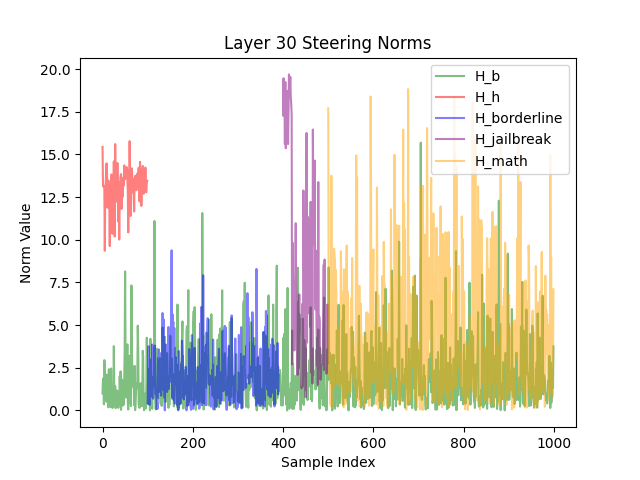 Layer 30 Steering Norms
Norm Value
20.0
17.5
15.0
12.5
10.0
7.5
5.0
2.5
0.0
H_b
H_h
H_borderline
H_jailbreak
H_math
0 200 400 600 800 1000
Sample Index